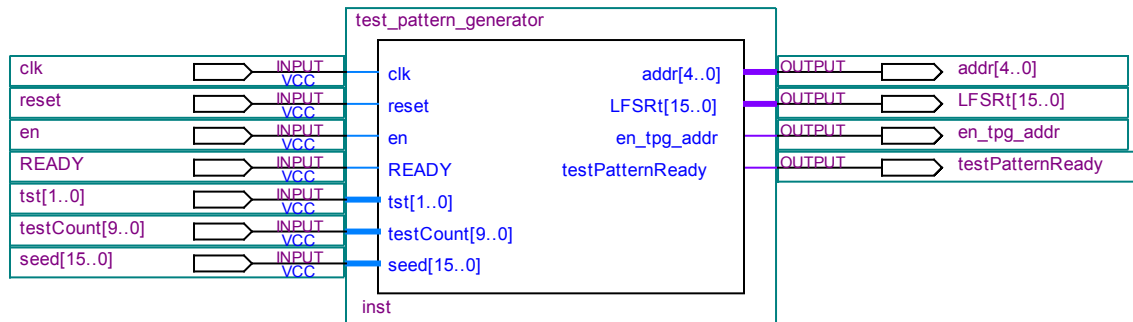 test_pattern_generator
clk INPUT VCC clk addr[4..0] OUTPUT addr[4..0]
reset INPUT VCC reset LFSRt[15..0] OUTPUT LFSRt[15..0]
en INPUT VCC en en_tpg_addr OUTPUT en_tpg_addr
READY INPUT VCC READY testPatternReady OUTPUT testPatternReady
tst[1..0] INPUT VCC tst[1..0]
testCount[9..0] INPUT VCC testCount[9..0]
seed[15..0] INPUT VCC seed[15..0]
inst